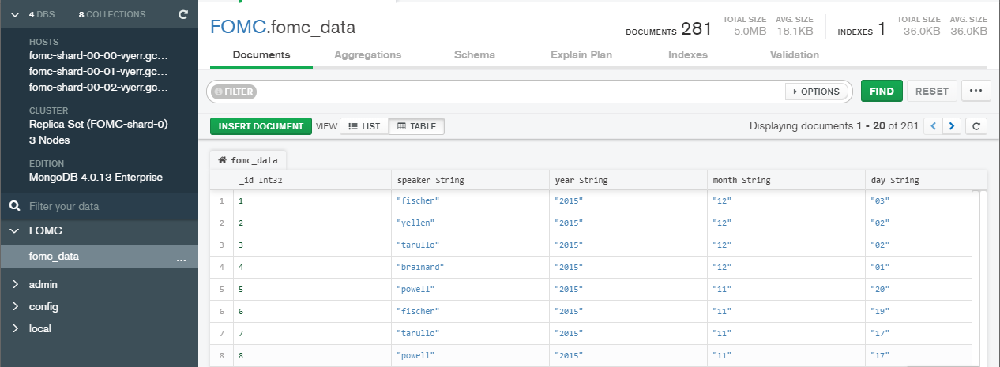 4 DBS 8 COLLECTIONS
HOSTS
fomc-shard-00-00-vyerr.gc...
fomc-shard-00-01-vyerr.gc...
fomc-shard-00-02-vyerr.gc...
CLUSTER
Replica Set (FOMC-shard-0)
3 Nodes
EDITION
MongoDB 4.0.13 Enterprise
Filter your data
FOMC
fomc_data ...
admin
config
local
FOMC.fomc_data
DOCUMENTS 281 TOTAL SIZE 5.0MB AVG. SIZE 18.1KB INDEXES 1 TOTAL SIZE 36.0KB AVG. SIZE 36.0KB
Documents Aggregations Schema Explain Plan Indexes Validation
FILTER OPTIONS FIND RESET ...
INSERT DOCUMENT VIEW LIST TABLE Displaying documents 1 - 20 of 281
fomc_data
_id Int32 speaker String year String month String day String
1 1 "fischer" "2015" "12" "03"
2 2 "yellen" "2015" "12" "02"
3 3 "tarullo" "2015" "12" "02"
4 4 "brainard" "2015" "12" "01"
5 5 "powell" "2015" "11" "20"
6 6 "fischer" "2015" "11" "19"
7 7 "tarullo" "2015" "11" "17"
8 8 "powell" "2015" "11" "17"